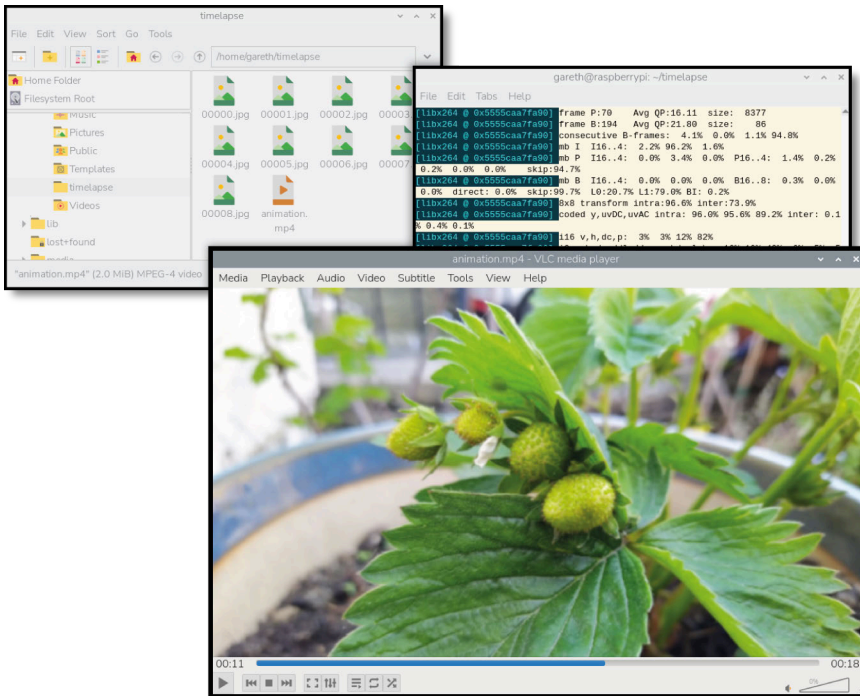 timelapse
File Edit View Sort Go Tools
/home/gareth/timelapse
Home Folder
Filesystem Root
Music
Pictures
Public
Templates
timelapse
Videos
lib
lost+found
media
00000.jpg 00001.jpg 00002.jpg 00003.
00004.jpg 00005.jpg 00006.jpg 00007.
00008.jpg animation.
mp4
"animation.mp4" (2.0 MiB) MPEG-4 video
gareth@raspberrypi: ~/timelapse
File Edit Tabs Help
[libx264 @ 0x5555caa7fa90] frame P:70 Avg QP:16.11 size: 8377
[libx264 @ 0x5555caa7fa90] frame B:194 Avg QP:21.80 size: 86
[libx264 @ 0x5555caa7fa90] consecutive B-frames: 4.1% 0.0% 1.1% 94.8%
[libx264 @ 0x5555caa7fa90] mb I I16..4: 2.2% 96.2% 1.6%
[libx264 @ 0x5555caa7fa90] mb P I16..4: 0.0% 3.4% 0.0% P16..4: 1.4% 0.2%
0.2% 0.0% 0.0% skip:94.7%
[libx264 @ 0x5555caa7fa90] mb B I16..4: 0.0% 0.0% 0.0% B16..8: 0.3% 0.0%
0.0% direct: 0.0% skip:99.7% L0:20.7% L1:79.0% BI: 0.2%
[libx264 @ 0x5555caa7fa90] 8x8 transform intra:96.6% inter:73.9%
[libx264 @ 0x5555caa7fa90] coded y,uvDC,uvAC intra: 96.0% 95.6% 89.2% inter: 0.1
% 0.4% 0.1%
[libx264 @ 0x5555caa7fa90] i16 v,h,dc,p: 3% 3% 12% 82%
animation.mp4 - VLC media player
Media Playback Audio Video Subtitle Tools View Help
00:11 00:18
0%